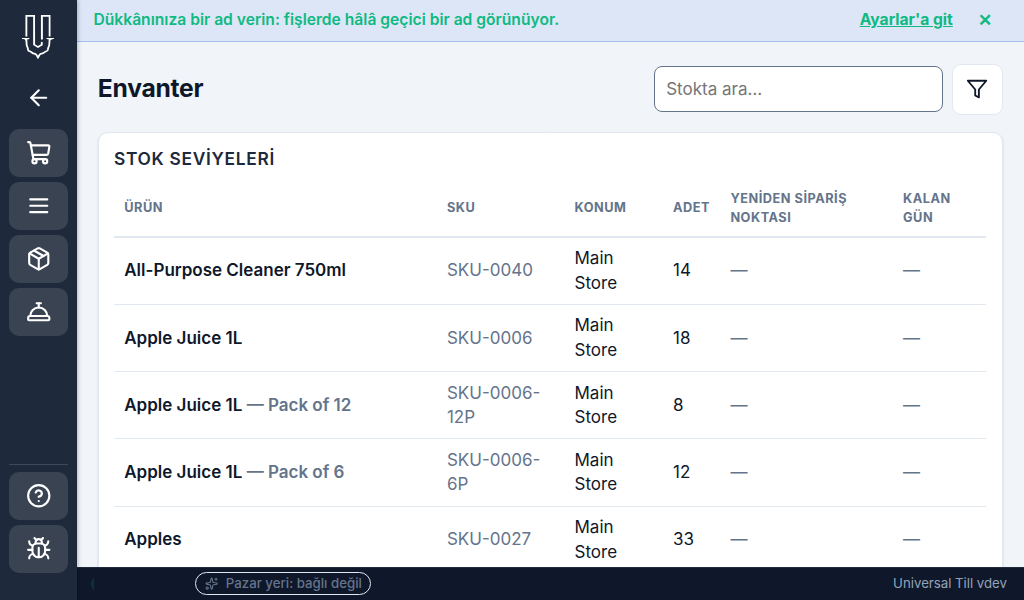 Dükkânınıza bir ad verin: fişlerde hâlâ geçici bir ad görünüyor. Ayarlar'a git ×
Envanter
Stokta ara...
STOK SEVİYELERİ
ÜRÜN SKU KONUM ADET YENİDEN SİPARİŞ NOKTASI KALAN GÜN
All-Purpose Cleaner 750ml SKU-0040 Main Store 14 — —
Apple Juice 1L SKU-0006 Main Store 18 — —
Apple Juice 1L — Pack of 12 SKU-0006-12P Main Store 8 — —
Apple Juice 1L — Pack of 6 SKU-0006-6P Main Store 12 — —
Apples SKU-0027 Main Store 33 — —
Pazar yeri: bağlı değil Universal Till vdev